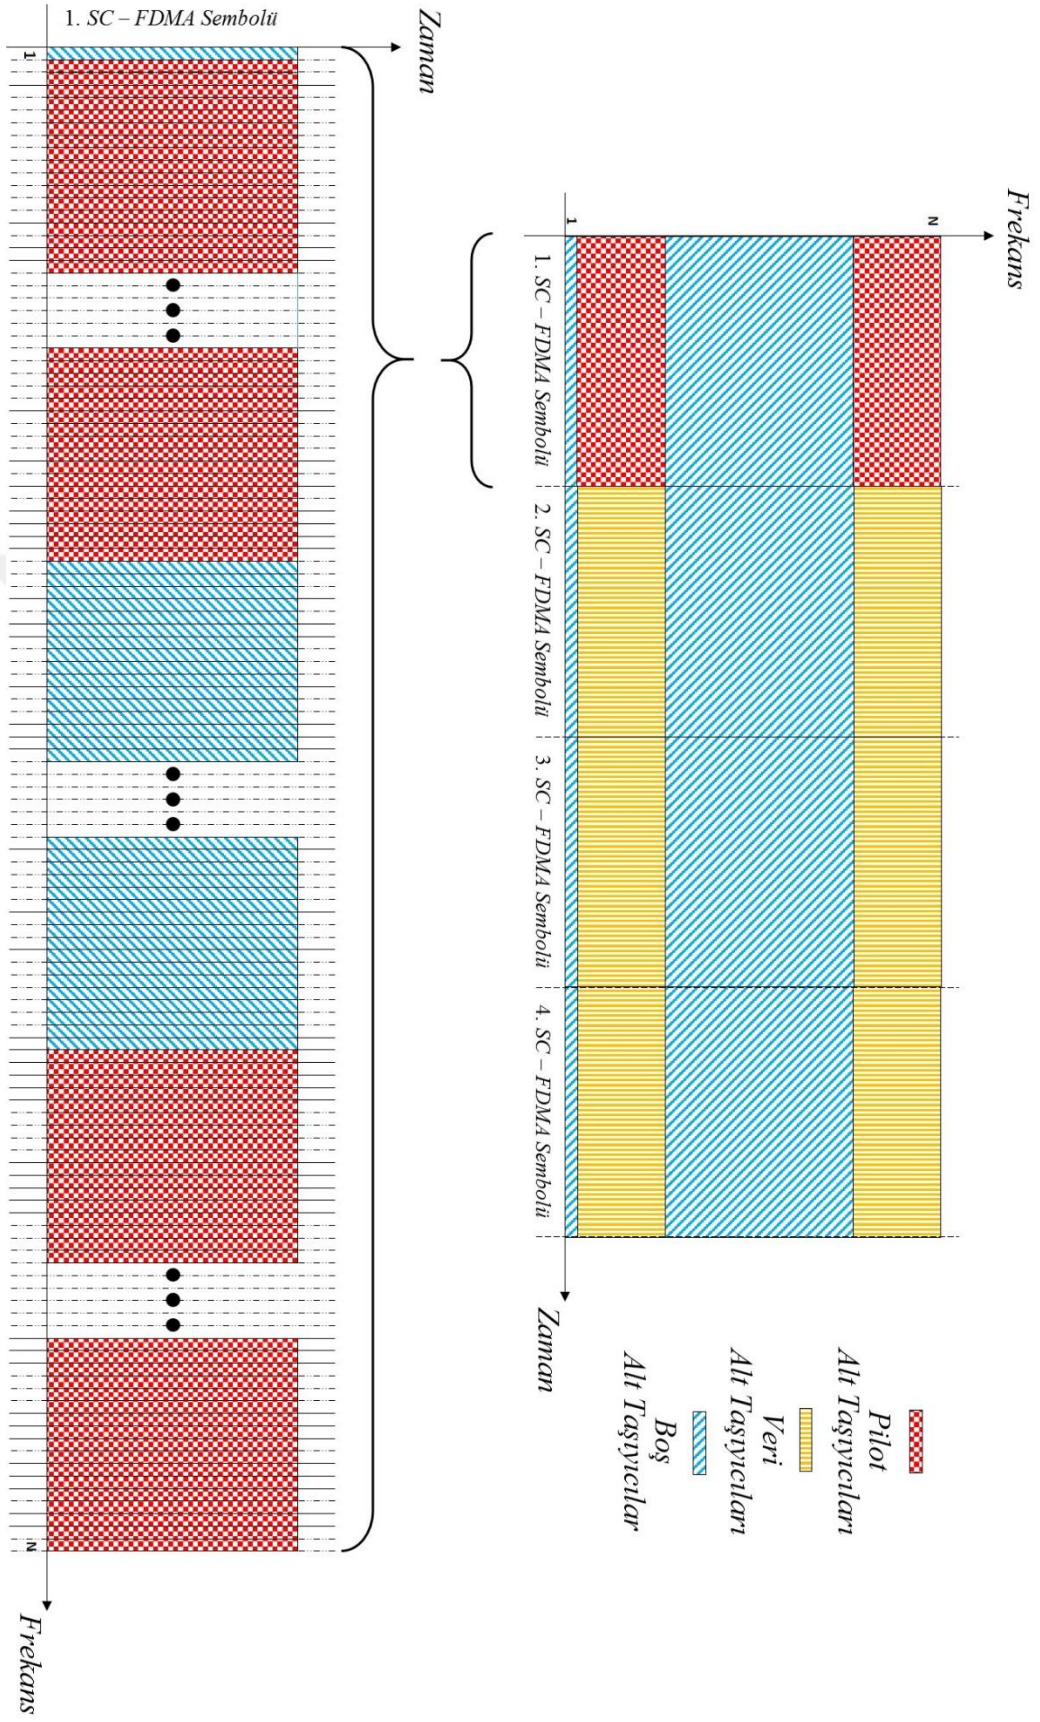 Frekans
N
1
1. SC – FDMA Sembolü
2. SC – FDMA Sembolü
3. SC – FDMA Sembolü
4. SC – FDMA Sembolü
Zaman
Pilot
Alt Taşıyıcıları
Veri
Alt Taşıyıcıları
Boş
Alt Taşıyıcılar
Zaman
1. SC – FDMA Sembolü
1
N
Frekans